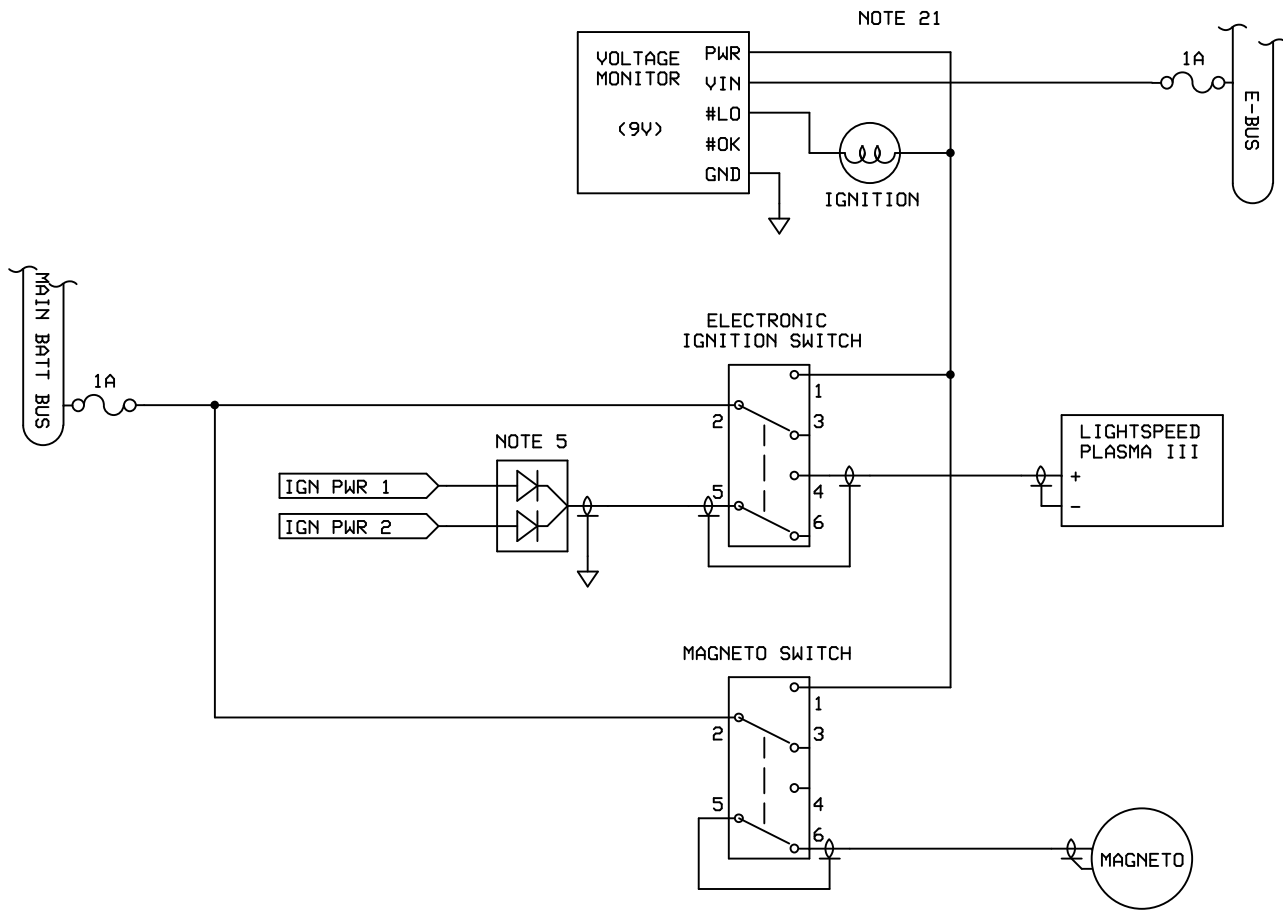 NOTE 21
VOLTAGE
MONITOR
(9V)
PWR
VIN
#LO
#OK
GND
1A
E-BUS
IGNITION
MAIN BATT BUS
1A
ELECTRONIC
IGNITION SWITCH
1
2
3
4
5
6
NOTE 5
IGN PWR 1
IGN PWR 2
LIGHTSPEED
PLASMA III
+
-
MAGNETO SWITCH
1
2
3
4
5
6
MAGNETO